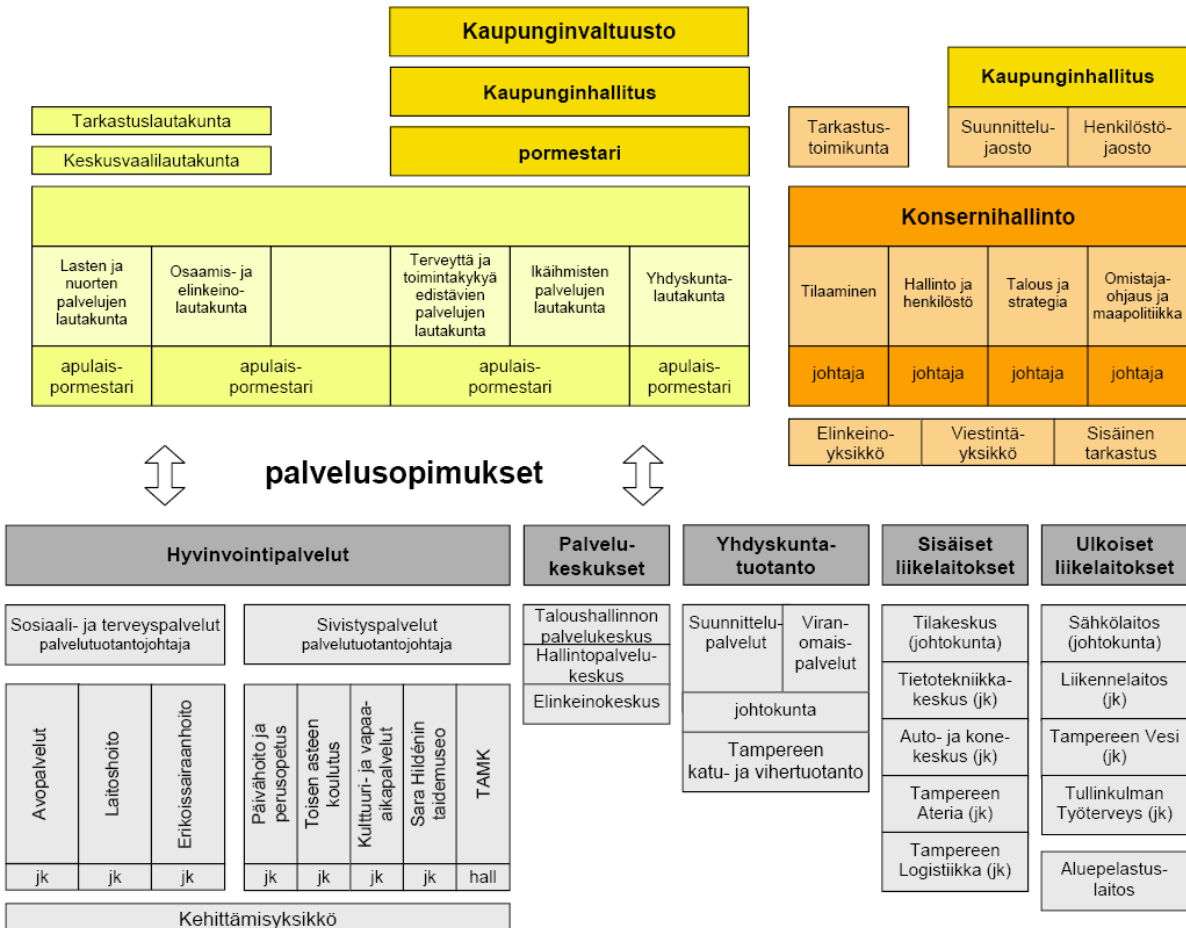 Kaupunginvaltuusto
Kaupunginhallitus
pormestari
Tarkastuslautakunta
Keskusvaalilautakunta
Lasten ja
nuorten
palvelujen
lautakunta
Osaamis- ja
elinkeino-
lautakunta
Terveyttä ja
toimintakykyä
edistävien
palvelujen
lautakunta
Ikäihmisten
palvelujen
lautakunta
Yhdyskunta-
lautakunta
apulais-
pormestari
apulais-
pormestari
apulais-
pormestari
apulais-
pormestari
Kaupunginhallitus
Tarkastus-
toimikunta
Suunnittelu-
jaosto
Henkilöstö-
jaosto
Konsernihallinto
Tilaaminen
Hallinto ja
henkilöstö
Talous ja
strategia
Omistaja-
ohjaus ja
maapolitiikka
johtaja
johtaja
johtaja
johtaja
Elinkeino-
yksikkö
Viestintä-
yksikkö
Sisäinen
tarkastus
palvelusopimukset
Hyvinvointipalvelut
Sosiaali- ja terveyspalvelut
palvelutuotantojohtaja
Sivistyspalvelut
palvelutuotantojohtaja
Avopalvelut
Laitoshoito
Erikoissairaanhoito
Päivähoito ja
perusopetus
Toisen asteen
koulutus
Kulttuuri- ja vapaa-
aikapalvelut
Sara Hildénin
taidemuseo
TAMK
jk
jk
jk
jk
jk
jk
jk
hall
Kehittämisyksikkö
Palvelu-
keskukset
Taloushallinnon
palvelukeskus
Hallintopalvelu-
keskus
Elinkeinokeskus
Yhdyskunta-
tuotanto
Suunnittelu-
palvelut
Viran-
omais-
palvelut
johtokunta
Tampereen
katu- ja vihertuotanto
Sisäiset
liikelaitokset
Tilakeskus
(johtokunta)
Tietotekniikka-
keskus (jk)
Auto- ja kone-
keskus (jk)
Tampereen
Ateria (jk)
Tampereen
Logistiikka (jk)
Ulkoiset
liikelaitokset
Sähkölaitos
(johtokunta)
Liikennelaitos
(jk)
Tampereen Vesi
(jk)
Tullinkulman
Työterveys (jk)
Aluepelastus-
laitos